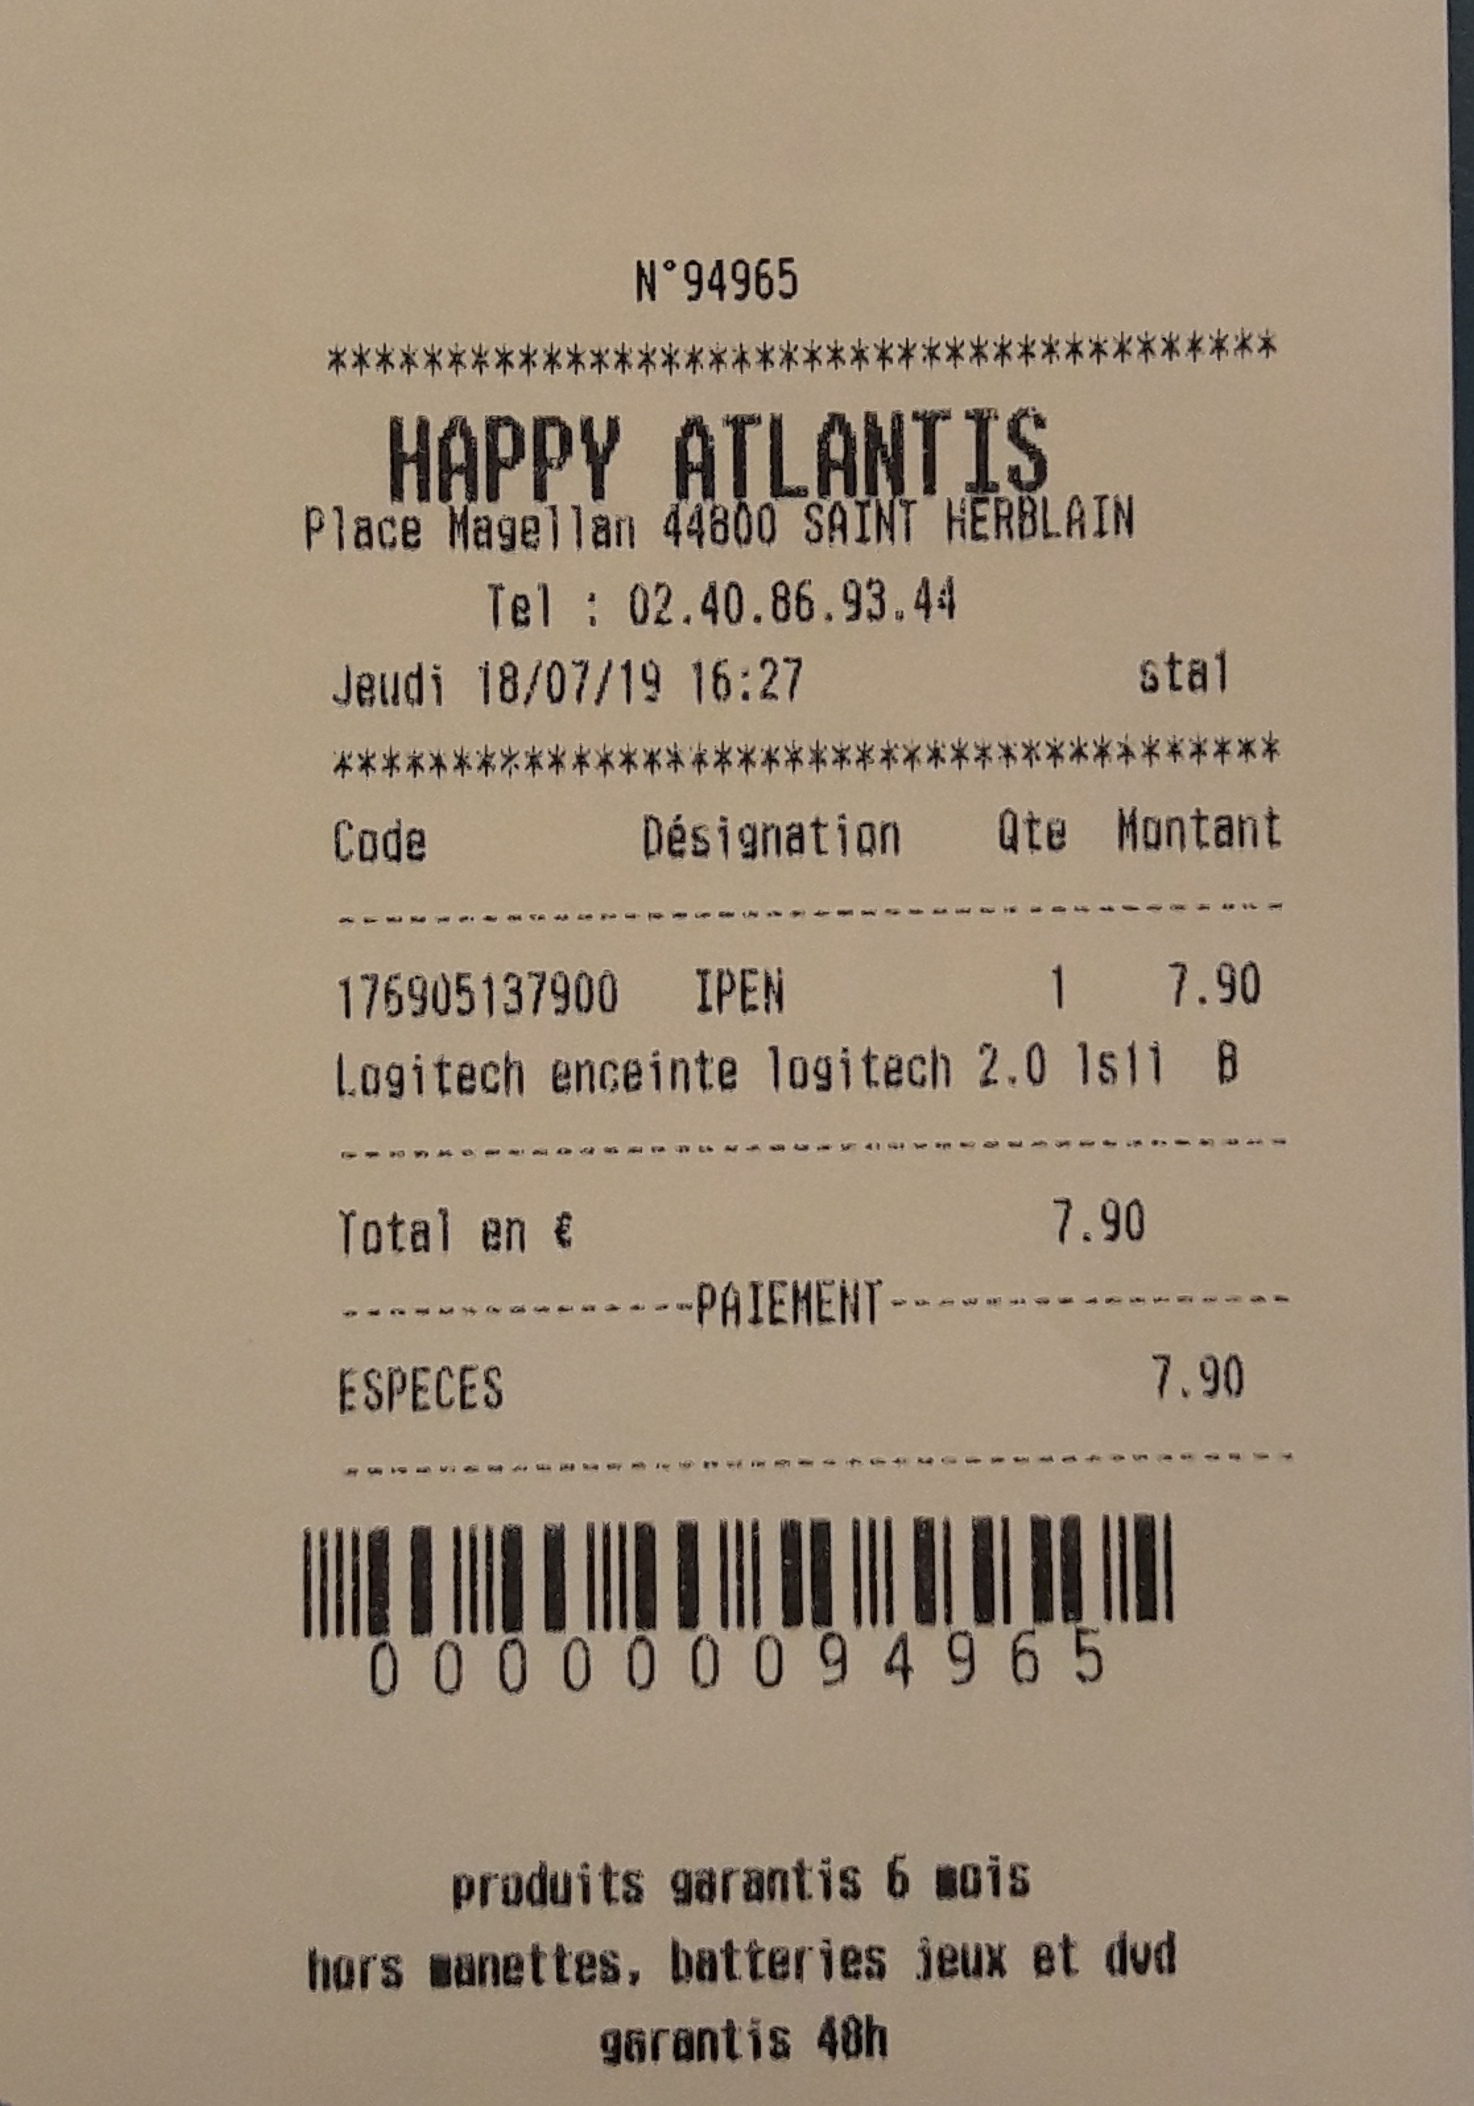 N°94965
****************************************
HAPPY ATLANTIS
Place Magellan 44800 SAINT HERBLAIN
Tel : 02.40.86.93.44
Jeudi 18/07/19 16:27 sta1
****************************************
Code Désignation Qte Montant
----------------------------------------
176905137900 IPEN 1 7.90
Logitech enceinte logitech 2.0 ls11 B
----------------------------------------
Total en € 7.90
---------------PAIEMENT-----------------
ESPECES 7.90
----------------------------------------
000000094965
produits garantis 6 mois
hors manettes, batteries jeux et dvd
garantis 48h